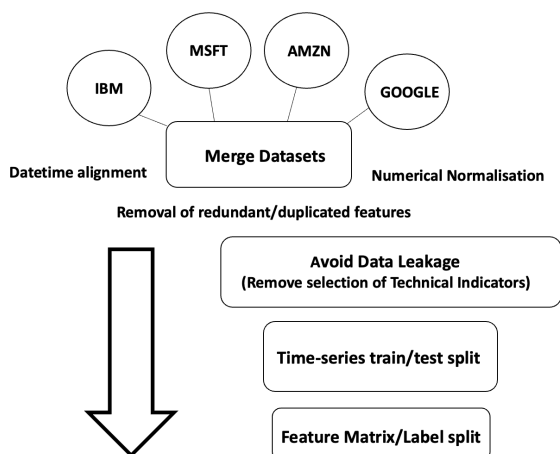 IBM
MSFT
AMZN
GOOGLE
Merge Datasets
Datetime alignment
Numerical Normalisation
Removal of redundant/duplicated features
Avoid Data Leakage
(Remove selection of Technical Indicators)
Time-series train/test split
Feature Matrix/Label split